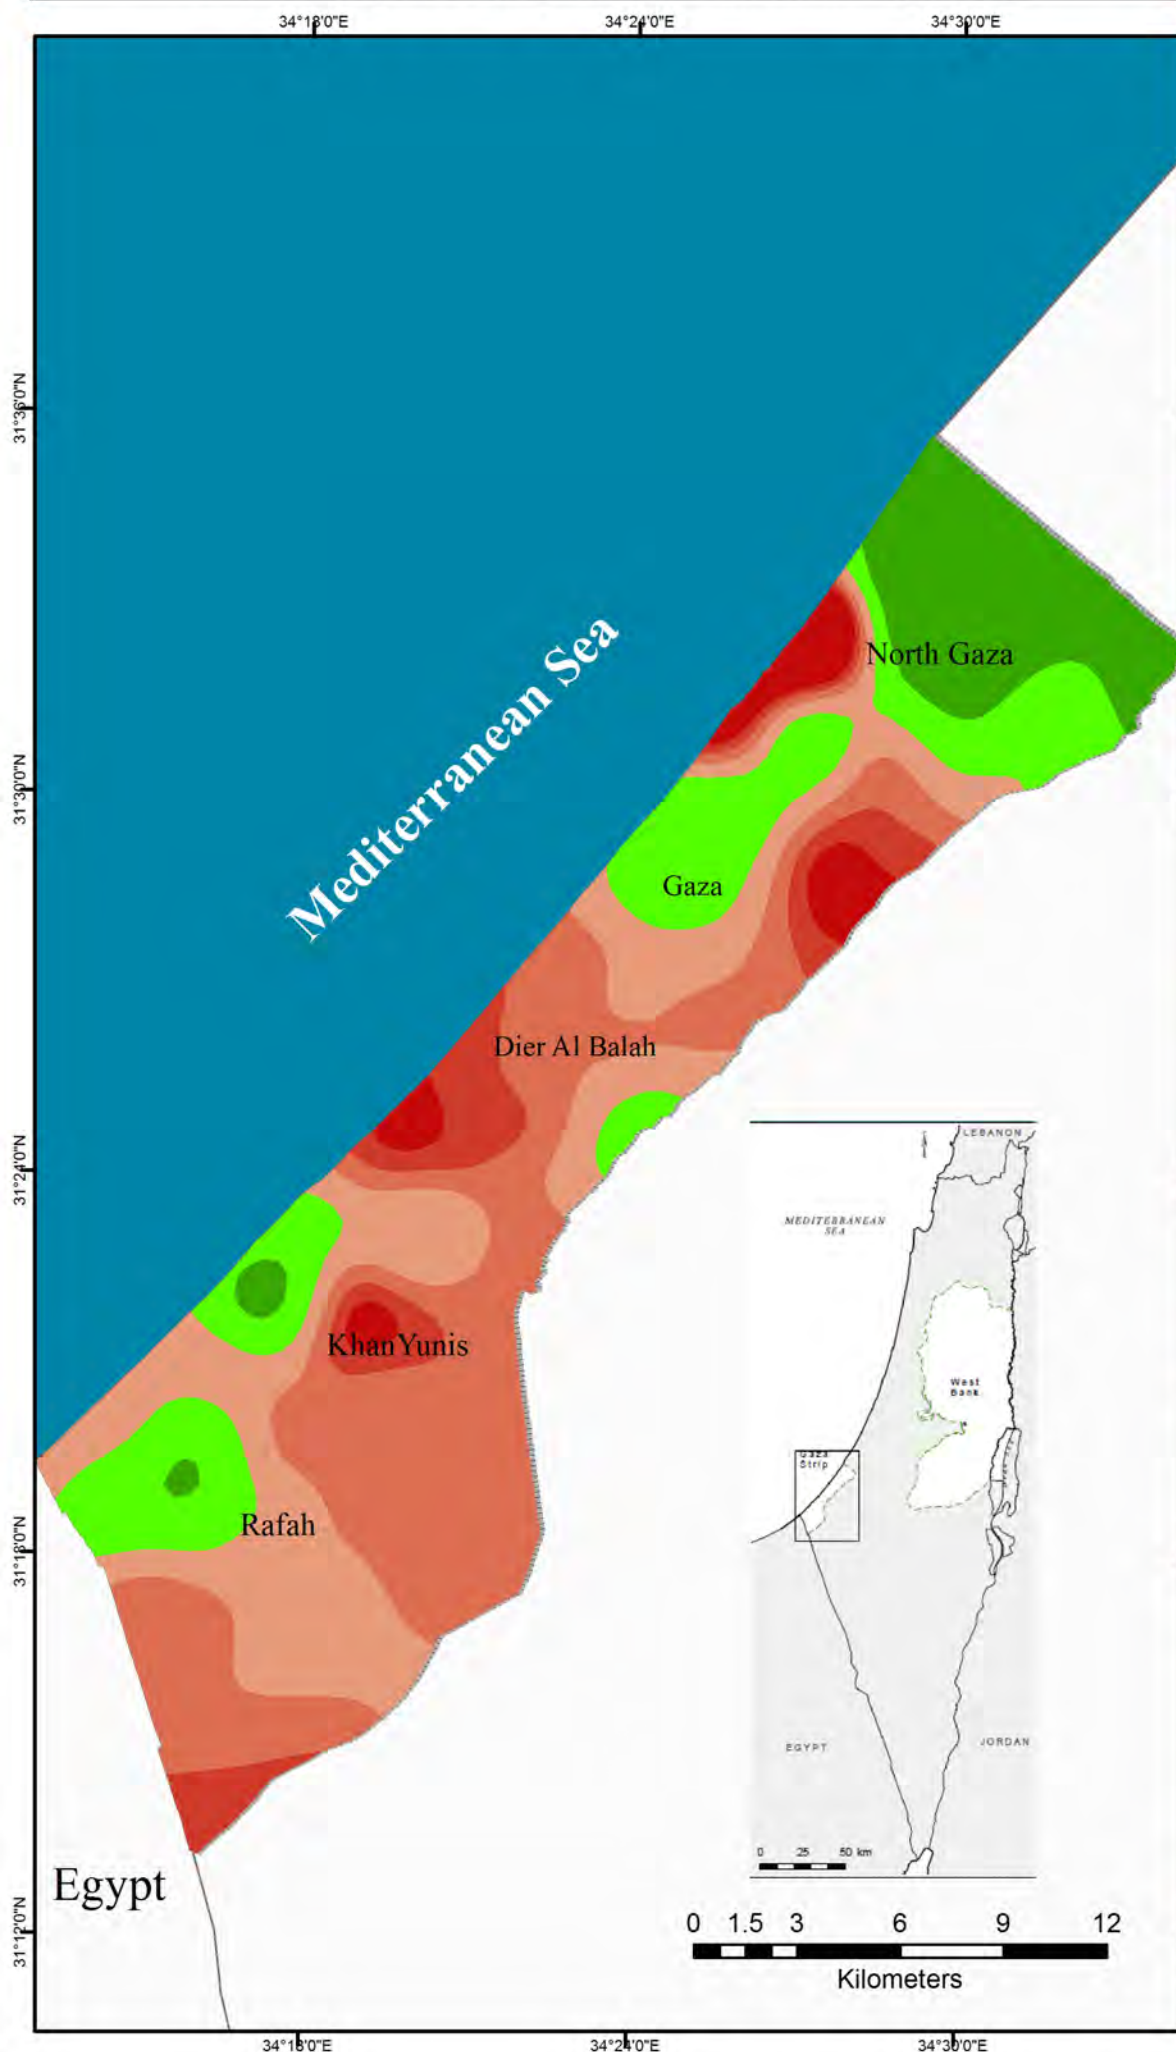 34°18'0"E 34°24'0"E 34°30'0"E
31°36'0"N
Mediterranean Sea
North Gaza
31°30'0"N
Gaza
Dier Al Balah
31°24'0"N
KhanYunis
Rafah
31°18'0"N
Egypt
31°12'0"N
LEBANON
MEDITERRANEAN
SEA
West
Bank
Gaza
Strip
EGYPT
JORDAN
0 25 50 km
0 1.5 3 6 9 12
Kilometers
34°18'0"E 34°24'0"E 34°30'0"E